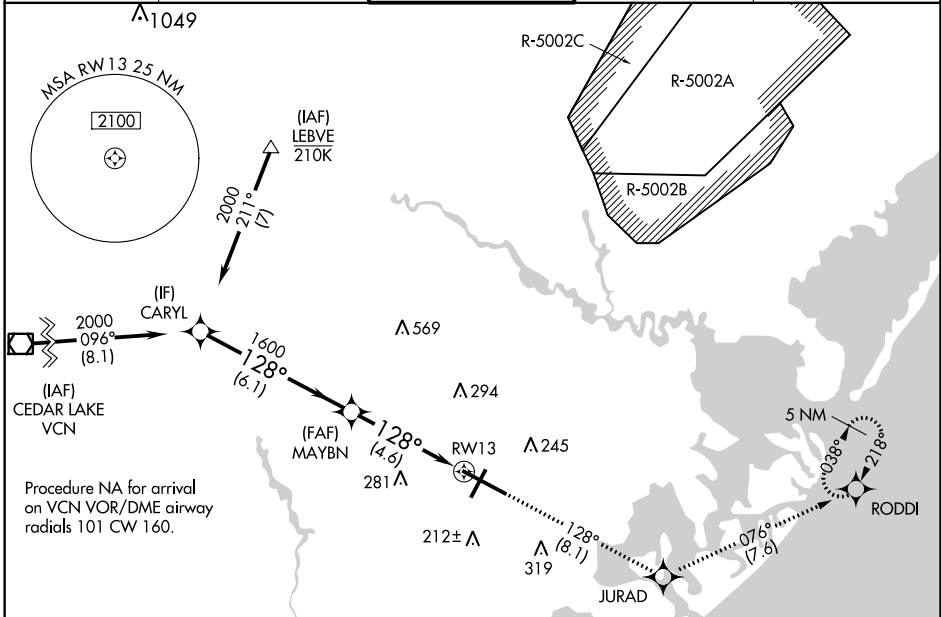 1049
MSA RW13 25 NM
2100
(IAF)
LEBVE
210K
2000
211°
(7)
R-5002C
R-5002A
R-5002B
(IF)
CARYL
2000
096°
(8.1)
(IAF)
CEDAR LAKE
VCN
1600
128°
(6.1)
569
294
(FAF)
MAYBN
128°
(4.6)
RW13
245
281
212±
319
128°
(8.1)
JURAD
076°
(7.6)
5 NM
038°
218°
RODDI
Procedure NA for arrival
on VCN VOR/DME airway
radials 101 CW 160.